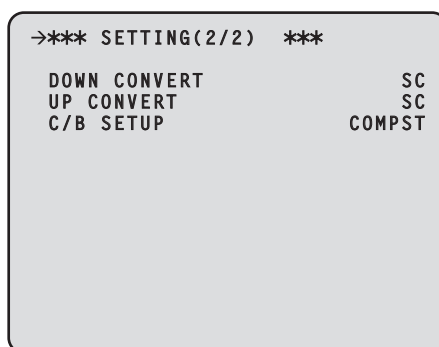 →*** SETTING(2/2) ***
DOWN CONVERT SC
UP CONVERT SC
C/B SETUP COMPST